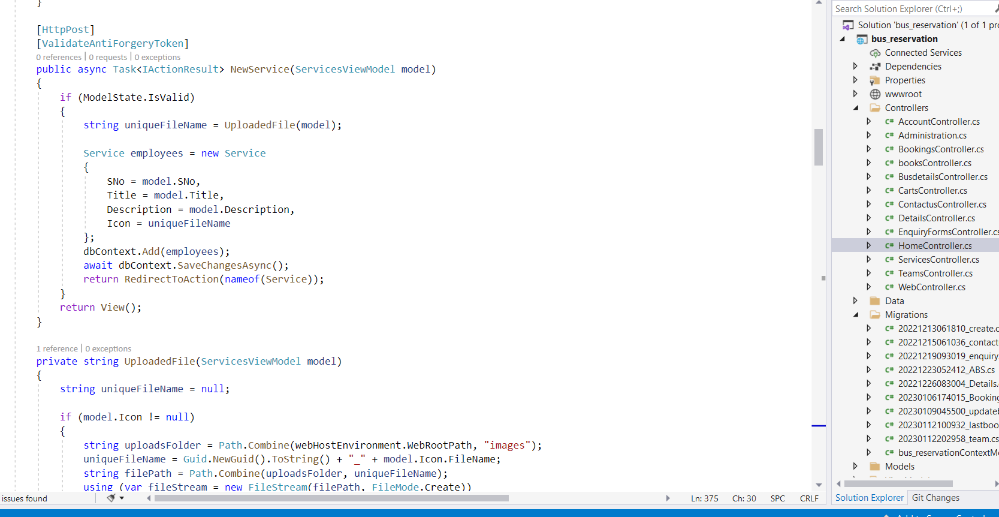 }
[HttpPost]
[ValidateAntiForgeryToken]
0 references | 0 requests | 0 exceptions
public async Task<IActionResult> NewService(ServicesViewModel model)
{
if (ModelState.IsValid)
{
string uniqueFileName = UploadedFile(model);
Service employees = new Service
{
SNo = model.SNo,
Title = model.Title,
Description = model.Description,
Icon = uniqueFileName
};
dbContext.Add(employees);
await dbContext.SaveChangesAsync();
return RedirectToAction(nameof(Service));
}
return View();
}
1 reference | 0 exceptions
private string UploadedFile(ServicesViewModel model)
{
string uniqueFileName = null;
if (model.Icon != null)
{
string uploadsFolder = Path.Combine(webHostEnvironment.WebRootPath, "images");
uniqueFileName = Guid.NewGuid().ToString() + "_" + model.Icon.FileName;
string filePath = Path.Combine(uploadsFolder, uniqueFileName);
using (var fileStream = new FileStream(filePath, FileMode.Create))
issues found
Ln: 375 Ch: 30 SPC CRLF
Search Solution Explorer (Ctrl+;)
Solution 'bus_reservation' (1 of 1 pro
bus_reservation
Connected Services
Dependencies
Properties
wwwroot
Controllers
C# AccountController.cs
C# Administration.cs
C# BookingsController.cs
C# booksController.cs
C# BusdetailsController.cs
C# CartsController.cs
C# ContactusController.cs
C# DetailsController.cs
C# EnquiryFormsController.cs
C# HomeController.cs
C# ServicesController.cs
C# TeamsController.cs
C# WebController.cs
Data
Migrations
C# 20221213061810_create.c
C# 20221215061036_contact
C# 20221219093019_enquiry
C# 20221223052412_ABS.cs
C# 20221226083004_Details.
C# 20230106174015_Booking
C# 20230109045500_update
C# 20230112100932_lastboo
C# 20230112202958_team.cs
C# bus_reservationContextMo
Models
Solution Explorer Git Changes